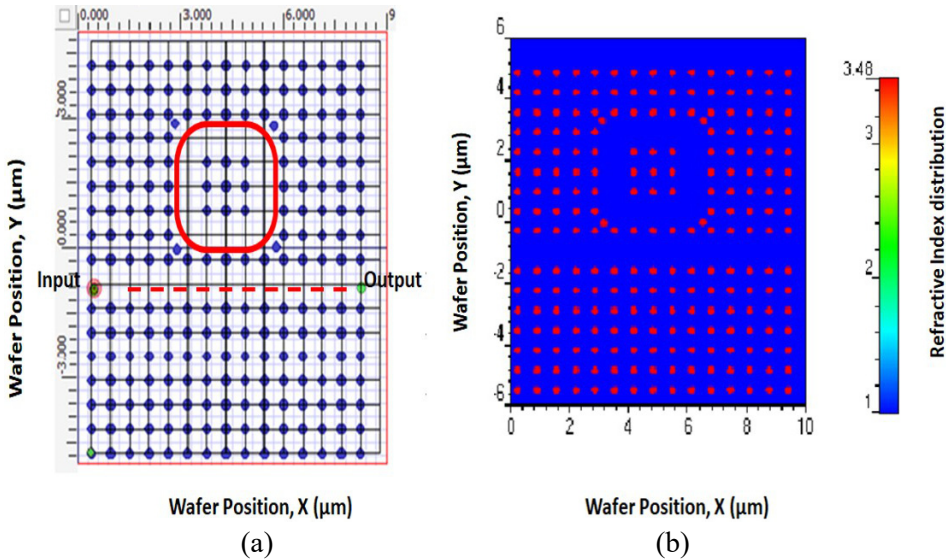 0.000 3.000 6.000 9
3.000
0.000
-3.000
Wafer Position, Y (µm)
Input
Output
Wafer Position, X (µm)
(a)
6
4
2
0
-2
-4
-6
0 2 4 6 8 10
Wafer Position, Y (µm)
Wafer Position, X (µm)
3.48
3
2
1
Refractive Index distribution
(b)